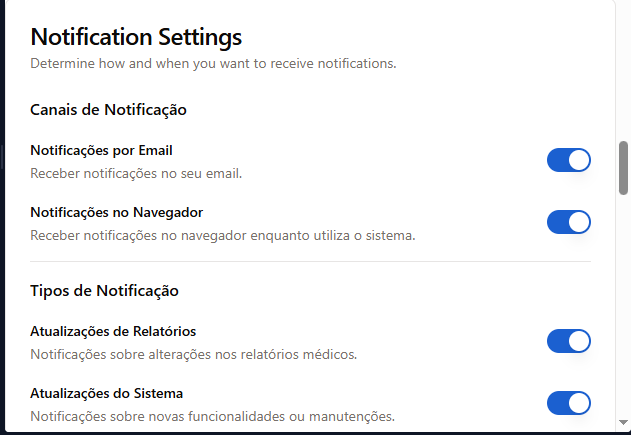 Notification Settings
Determine how and when you want to receive notifications.
Canais de Notificação
Notificações por Email
Receber notificações no seu email.
Notificações no Navegador
Receber notificações no navegador enquanto utiliza o sistema.
Tipos de Notificação
Atualizações de Relatórios
Notificações sobre alterações nos relatórios médicos.
Atualizações do Sistema
Notificações sobre novas funcionalidades ou manutenções.